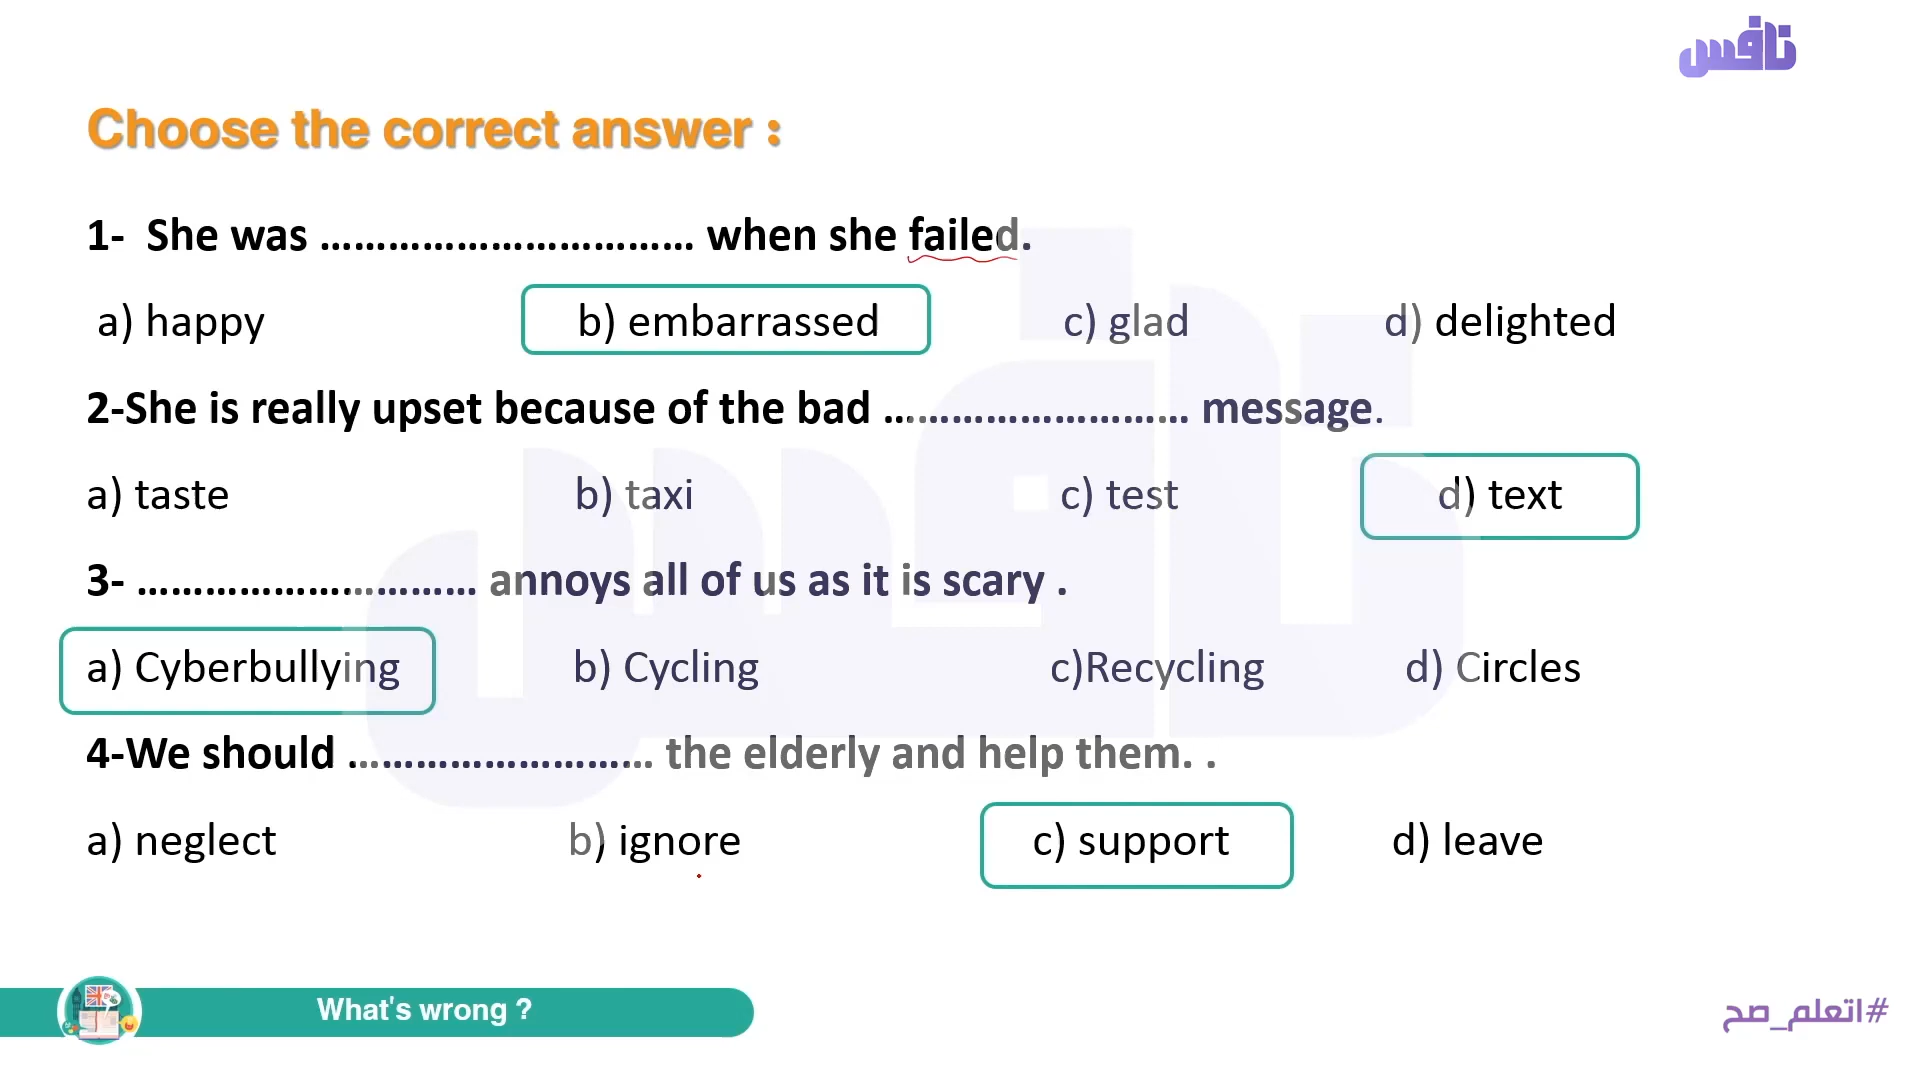 نافس
Choose the correct answer :
1- She was ................................. when she failed.
a) happy b) embarrassed c) glad d) delighted
2-She is really upset because of the bad ........................... message.
a) taste b) taxi c) test d) text
3- .............................. annoys all of us as it is scary .
a) Cyberbullying b) Cycling c)Recycling d) Circles
4-We should ........................... the elderly and help them. .
a) neglect b) ignore c) support d) leave
What's wrong ?
#اتعلم_صح